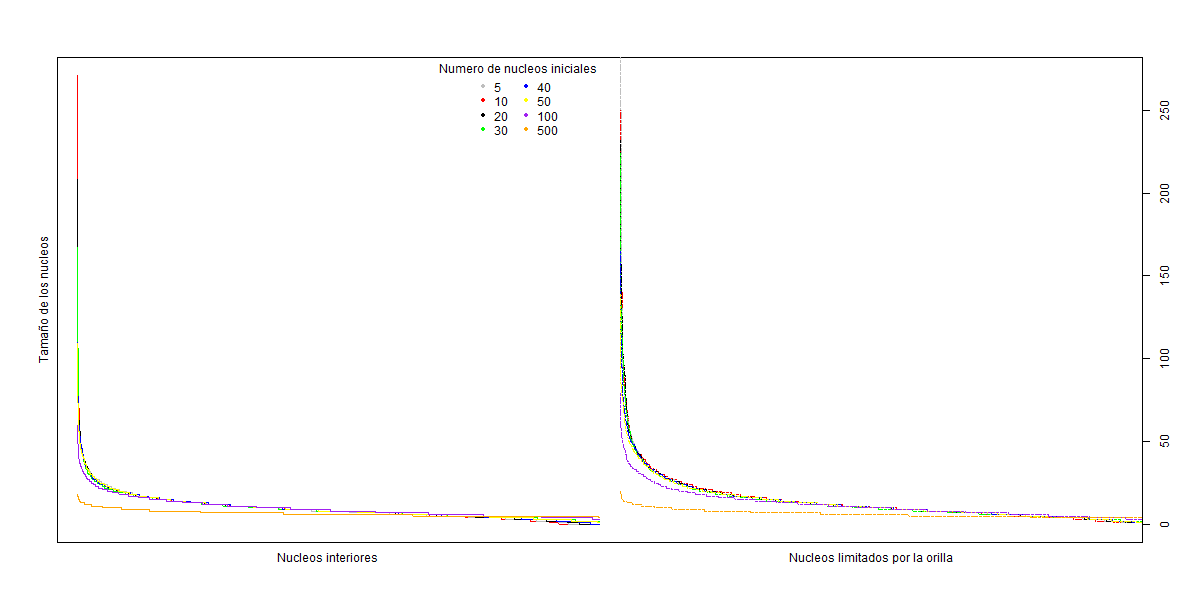 Numero de nucleos iniciales
5 40
10 50
20 100
30 500
Tamaño de los nucleos
250
200
150
100
50
0
Nucleos interiores
Nucleos limitados por la orilla